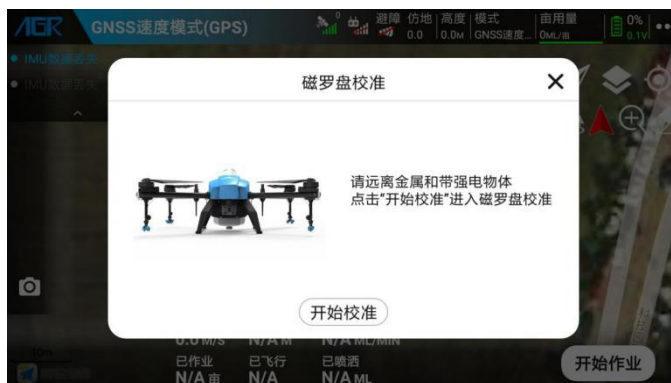 AGR GNSS速度模式(GPS) 0 避障 仿地 高度 模式 亩用量 0%
0.0 0.0M GNSS速度... 0ML/亩 0.1V
IMU数据丢失
IMU数据丢失
磁罗盘校准
请远离金属和带强电物体
点击“开始校准”进入磁罗盘校准
开始校准
0.0 M/S N/A M N/A ML/MIN
已作业 已飞行 已喷洒
N/A 亩 N/A N/A ML
开始作业